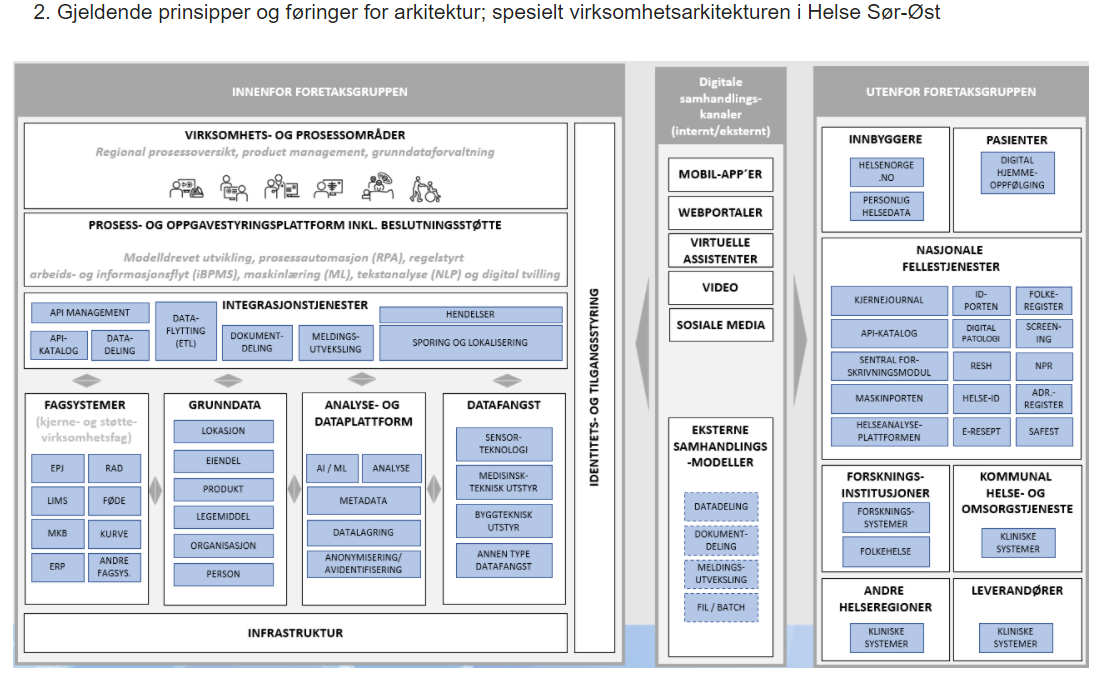 2. Gjeldende prinsipper og føringer for arkitektur; spesielt virksomhetsarkitekturen i Helse Sør-Øst
INNENFOR FORETAKSGRUPPEN
VIRKSOMHETS- OG PROSESSOMRÅDER
Regional prosessoversikt, product management, grunndataforvaltning
PROSESS- OG OPPGAVESTYRINGSPLATTFORM INKL. BESLUTNINGSSTØTTE
Modelldrevet utvikling, prosessautomasjon (RPA), regelstyrt
arbeids- og informasjonsflyt (iBPMS), maskinlæring (ML), tekstanalyse (NLP) og digital tvilling
INTEGRASJONSTJENESTER
API MANAGEMENT
API-
KATALOG
DATA-
DELING
DATA-
FLYTTING
(ETL)
DOKUMENT-
DELING
MELDINGS-
UTVEKSLING
HENDELSER
SPORING OG LOKALISERING
FAGSYSTEMER
(kjerne- og støtte-
virksomhetsfag)
EPJ
RAD
LIMS
FØDE
MKB
KURVE
ERP
ANDRE
FAGSYS.
GRUNNDATA
LOKASJON
EIENDEL
PRODUKT
LEGEMIDDEL
ORGANISASJON
PERSON
ANALYSE- OG
DATAPLATTFORM
AI / ML
ANALYSE
METADATA
DATALAGRING
ANONYMISERING/
AVIDENTIFISERING
DATAFANGST
SENSOR-
TEKNOLOGI
MEDISINSK-
TEKNISK UTSTYR
BYGGTEKNISK
UTSTYR
ANNEN TYPE
DATAFANGST
INFRASTRUKTUR
IDENTITETS- OG TILGANGSSTYRING
Digitale
samhandlings-
kanaler
(internt/eksternt)
MOBIL-APP´ER
WEBPORTALER
VIRTUELLE
ASSISTENTER
VIDEO
SOSIALE MEDIA
EKSTERNE
SAMHANDLINGS
-MODELLER
DATADELING
DOKUMENT-
DELING
MELDINGS-
UTVEKSLING
FIL / BATCH
UTENFOR FORETAKSGRUPPEN
INNBYGGERE
HELSENORGE
.NO
PERSONLIG
HELSEDATA
PASIENTER
DIGITAL
HJEMME-
OPPFØLGING
NASJONALE
FELLESTJENESTER
KJERNEJOURNAL
ID-
PORTEN
FOLKE-
REGISTER
API-KATALOG
DIGITAL
PATOLOGI
SCREEN-
ING
SENTRAL FOR-
SKRIVNINGSMODUL
RESH
NPR
MASKINPORTEN
HELSE-ID
ADR.-
REGISTER
HELSEANALYSE-
PLATTFORMEN
E-RESEPT
SAFEST
FORSKNINGS-
INSTITUSJONER
FORSKNINGS-
SYSTEMER
FOLKEHELSE
KOMMUNAL
HELSE- OG
OMSORGSTJENESTE
KLINISKE
SYSTEMER
ANDRE
HELSEREGIONER
KLINISKE
SYSTEMER
LEVERANDØRER
KLINISKE
SYSTEMER